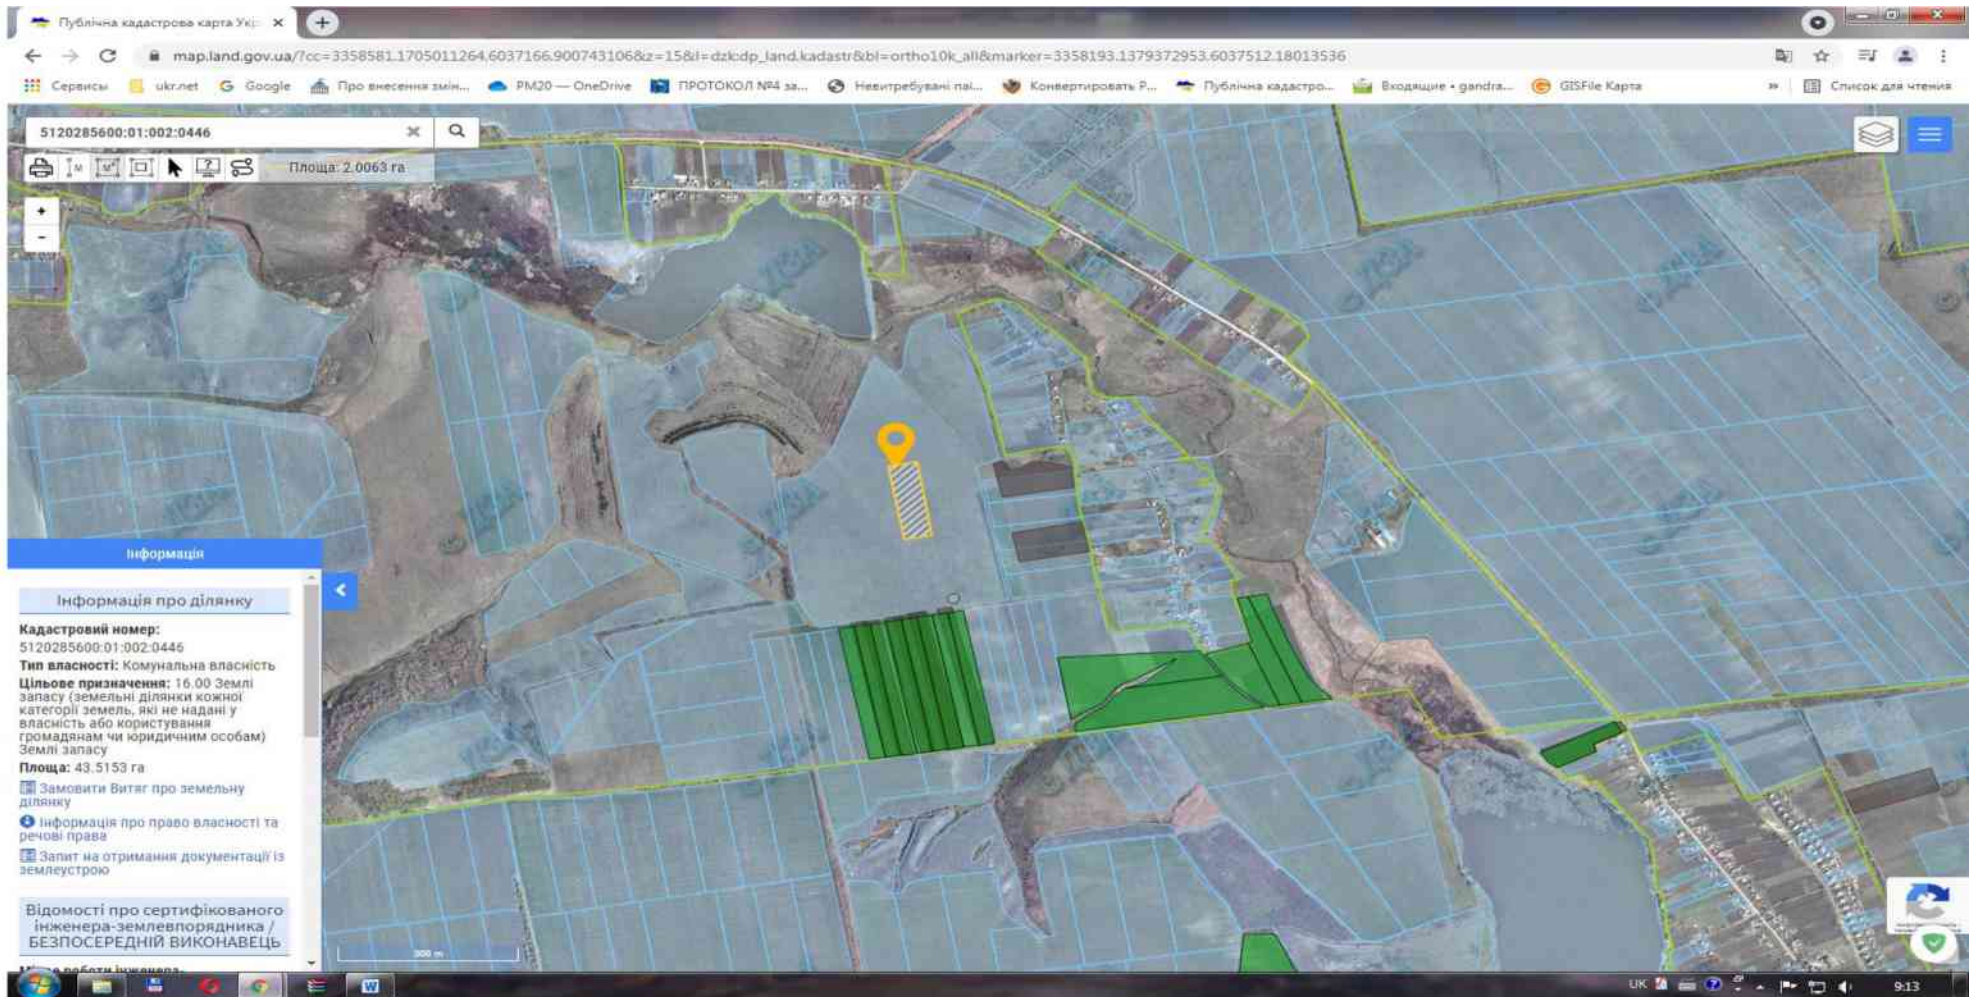 Публічна кадастрова карта Укр
map.land.gov.ua/?cc=3358581.1705011264,6037166.900743106&z=15&l=dzk:dp_land.kadastr&bl=ortho10k_all&marker=3358193.1379372953.6037512.18013536
Сервисы ukr.net Google Про внесення змін... PM20 — OneDrive ПРОТОКОЛ №4 за... Невитребувані паї... Конвертировать P... Публічна кадастро... Входящие • gandra... GISFile Карта » Список для чтения
5120285600:01:002:0446
Площа: 2.0063 га
+
-
Інформація
Інформація про ділянку
Кадастровий номер:
5120285600:01:002:0446
Тип власності: Комунальна власність
Цільове призначення: 16.00 Землі
запасу (земельні ділянки кожної
категорії земель, які не надані у
власність або користування
громадянам чи юридичним особам)
Землі запасу
Площа: 43.5153 га
Замовити Витяг про земельну
ділянку
Інформація про право власності та
речові права
Запит на отримання документації із
землеустрою
Відомості про сертифікованого
інженера-землевпорядника /
БЕЗПОСЕРЕДНІЙ ВИКОНАВЕЦЬ
300 m
UK
9:13